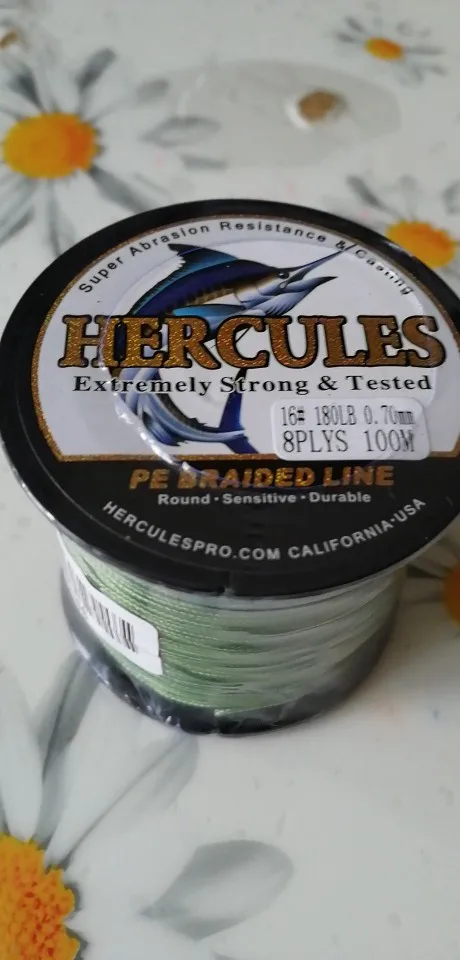 Super Abrasion Resistance & Casting
HERCULES
Extremely Strong & Tested
16# 180LB 0.70mm
8PLYS 100M
PE BRAIDED LINE
Round · Sensitive · Durable
HERCULESPRO.COM CALIFORNIA·USA